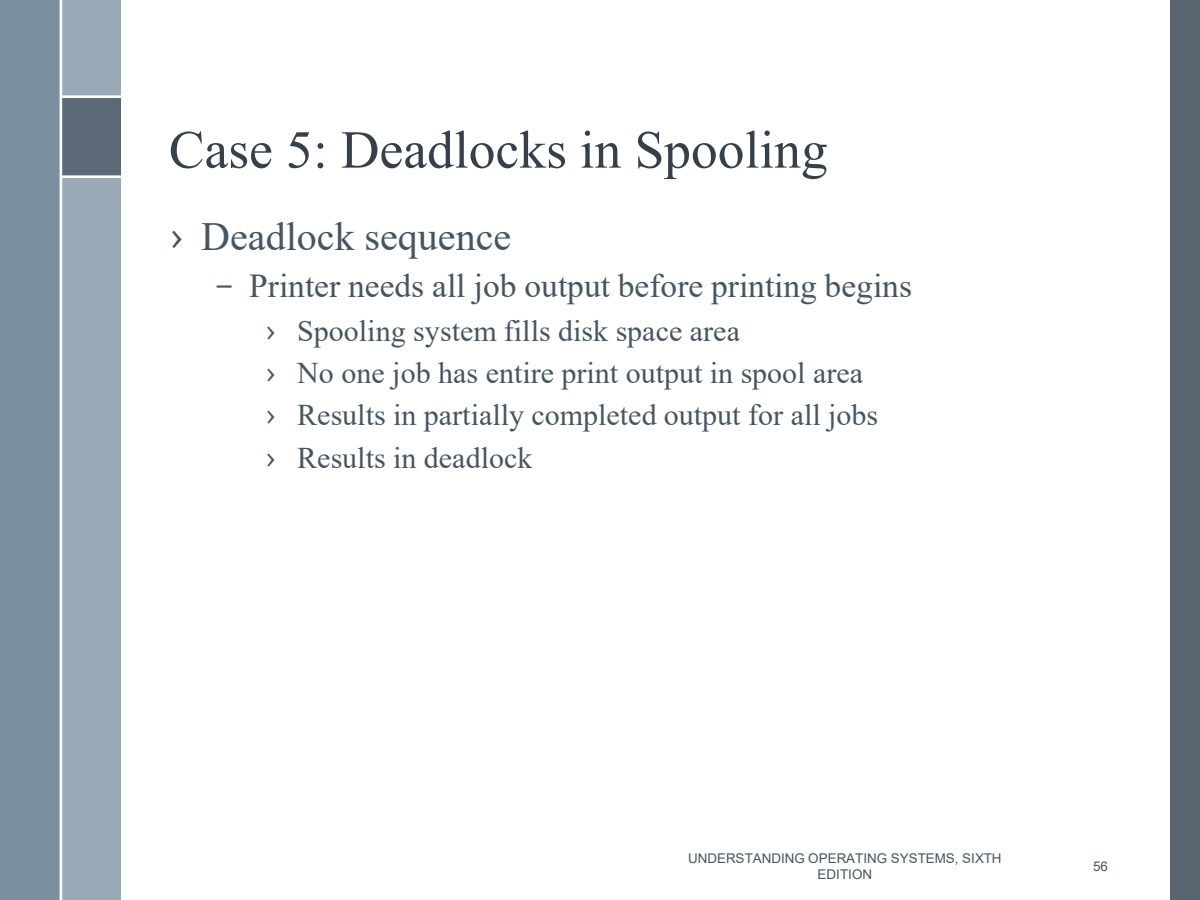 Case 5: Deadlocks in Spooling
› Deadlock sequence
– Printer needs all job output before printing begins
› Spooling system fills disk space area
› No one job has entire print output in spool area
› Results in partially completed output for all jobs
› Results in deadlock
UNDERSTANDING OPERATING SYSTEMS, SIXTH
EDITION
56